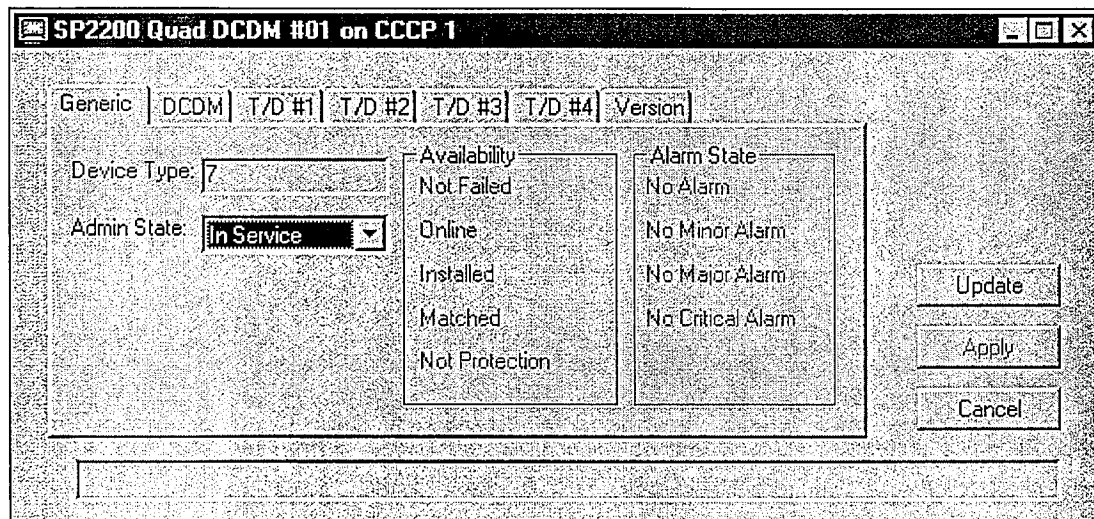 SP2200 Quad DCDM #01 on CCCP 1
Generic DCDM T/D #1 T/D #2 T/D #3 T/D #4 Version
Device Type: 7
Admin State: In Service
Availability
Not Failed
Online
Installed
Matched
Not Protection
Alarm State
No Alarm
No Minor Alarm
No Major Alarm
No Critical Alarm
Update
Apply
Cancel